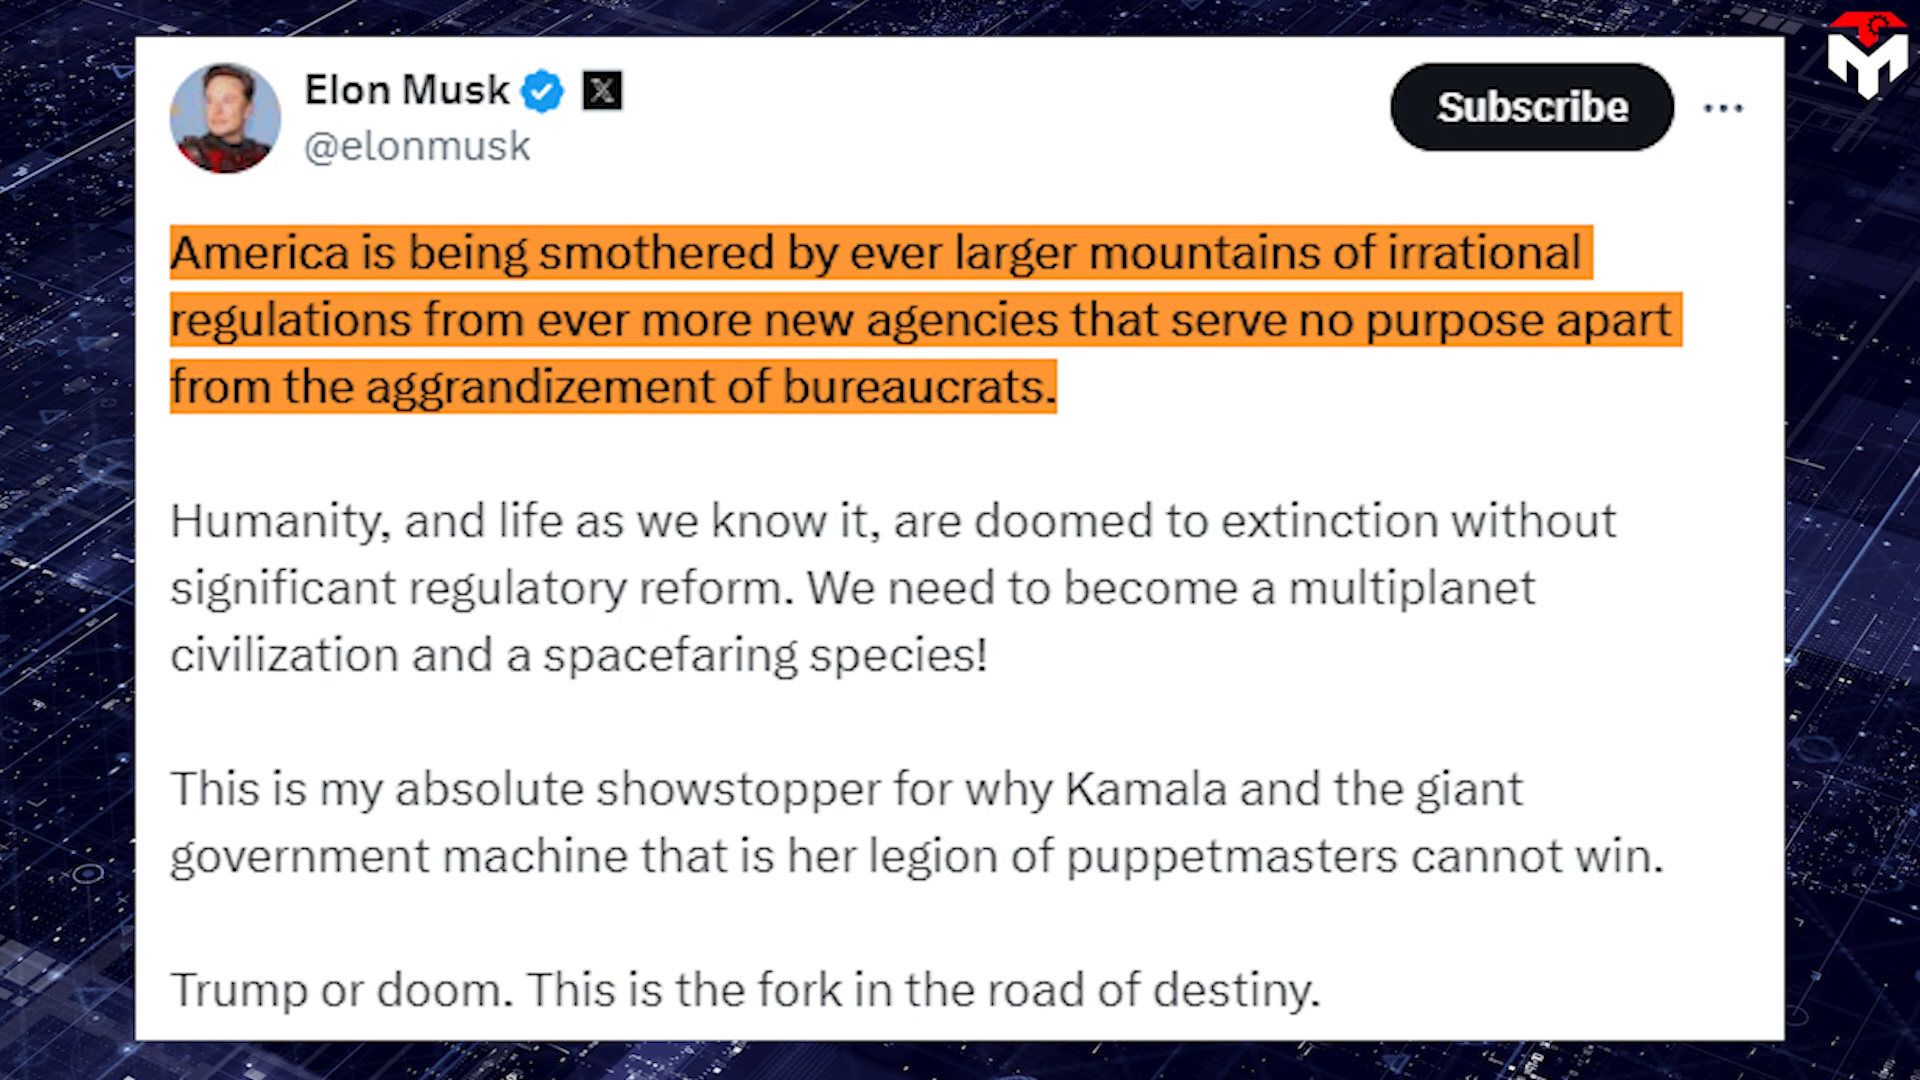 Elon Musk
@elonmusk
Subscribe
America is being smothered by ever larger mountains of irrational
regulations from ever more new agencies that serve no purpose apart
from the aggrandizement of bureaucrats.
Humanity, and life as we know it, are doomed to extinction without
significant regulatory reform. We need to become a multiplanet
civilization and a spacefaring species!
This is my absolute showstopper for why Kamala and the giant
government machine that is her legion of puppetmasters cannot win.
Trump or doom. This is the fork in the road of destiny.